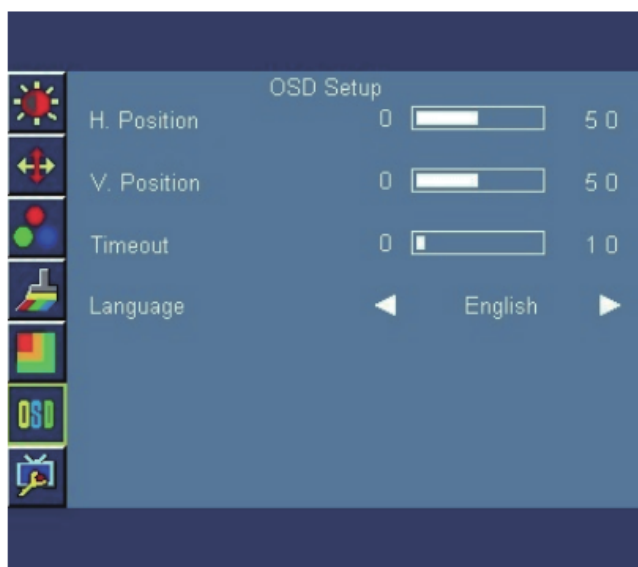 OSD Setup
H. Position 0 50
V. Position 0 50
Timeout 0 10
Language English
OSD